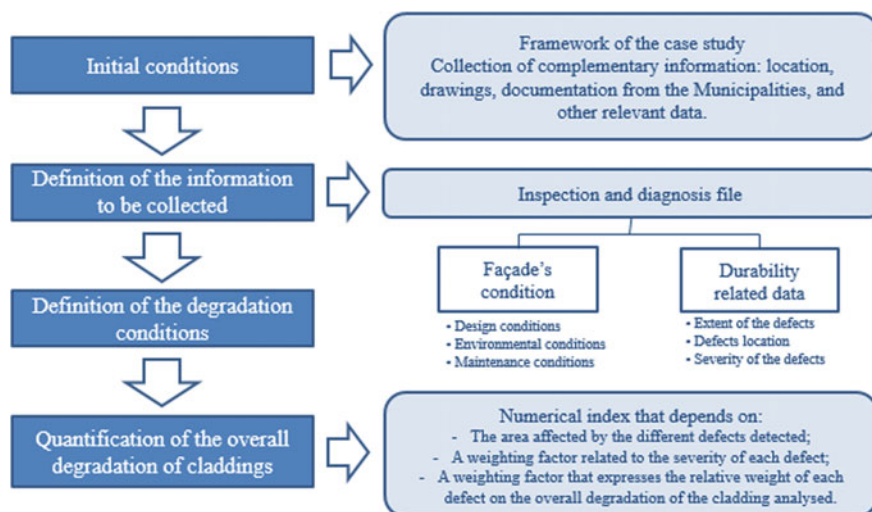 Initial conditions
Framework of the case study
Collection of complementary information: location,
drawings, documentation from the Municipalities, and
other relevant data.
Definition of the information
to be collected
Inspection and diagnosis file
Façade's
condition
• Design conditions
• Environmental conditions
• Maintenance conditions
Durability
related data
• Extent of the defects
• Defects location
• Severity of the defects
Definition of the degradation
conditions
Quantification of the overall
degradation of claddings
Numerical index that depends on:
- The area affected by the different defects detected;
- A weighting factor related to the severity of each defect;
- A weighting factor that expresses the relative weight of each
defect on the overall degradation of the cladding analysed.